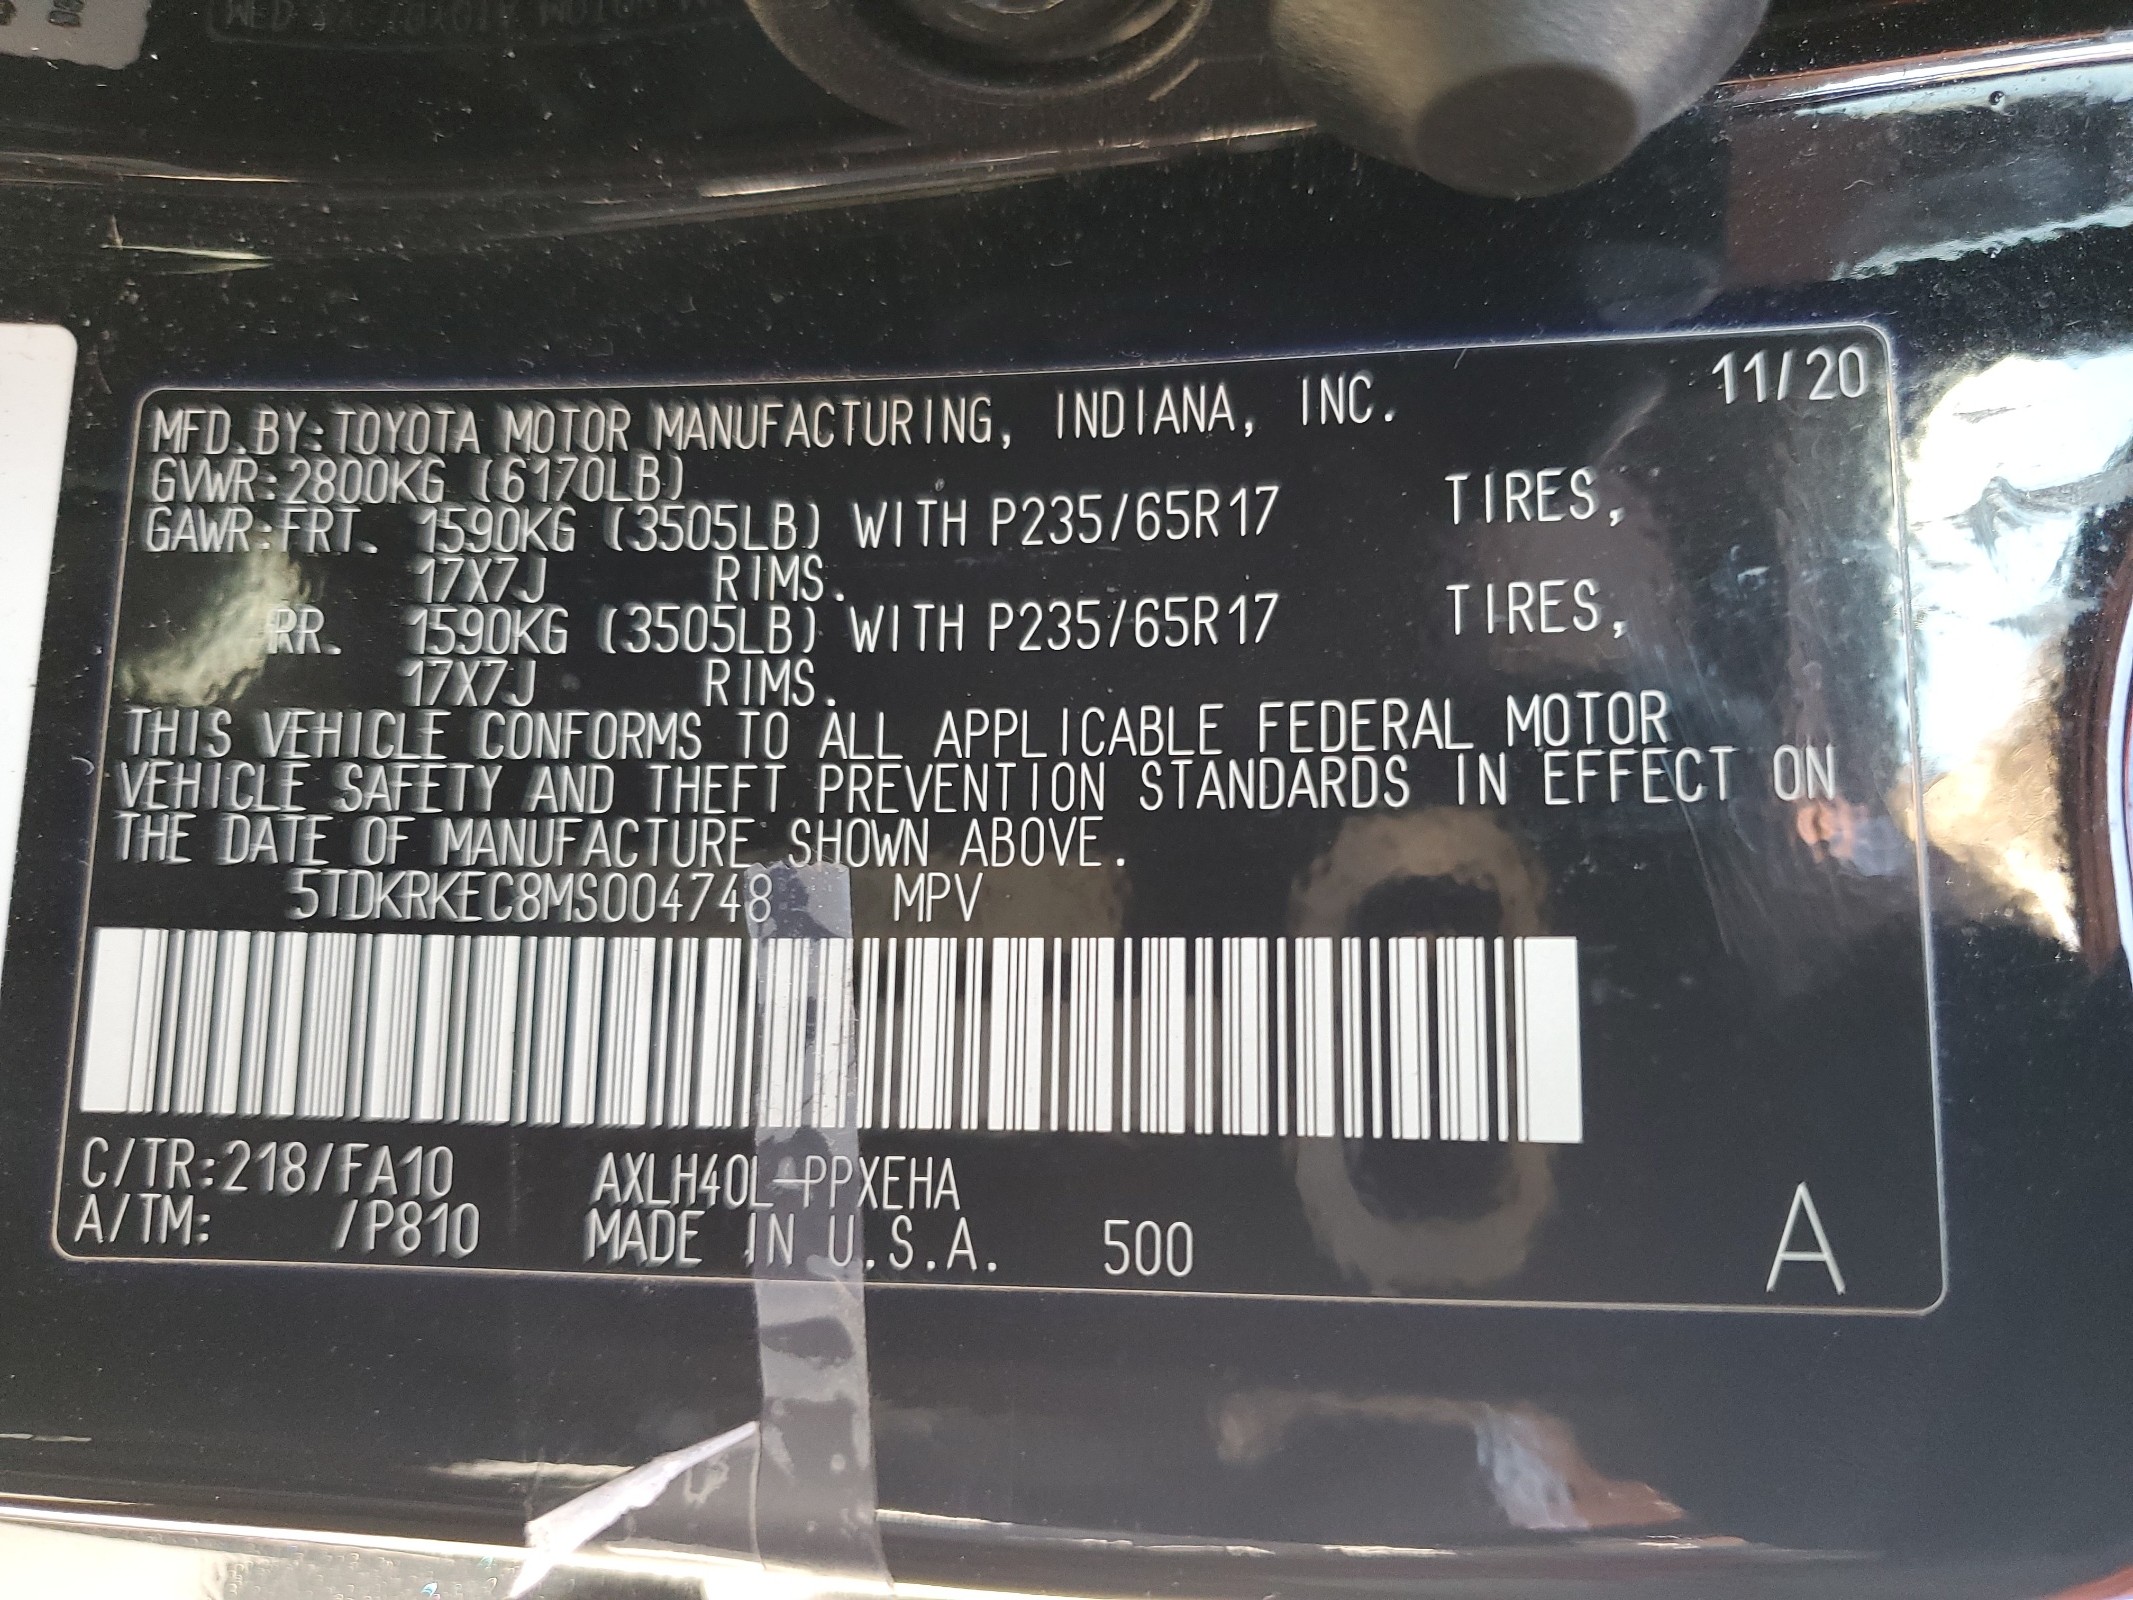 MFD.BY:TOYOTA MOTOR MANUFACTURING, INDIANA, INC. 11/20
GVWR:2800KG (6170LB)
GAWR:FRT. 1590KG (3505LB) WITH P235/65R17 TIRES,
17X7J RIMS.
RR. 1590KG (3505LB) WITH P235/65R17 TIRES,
17X7J RIMS.
THIS VEHICLE CONFORMS TO ALL APPLICABLE FEDERAL MOTOR
VEHICLE SAFETY AND THEFT PREVENTION STANDARDS IN EFFECT ON
THE DATE OF MANUFACTURE SHOWN ABOVE.
5TDKRKEC8MS004748 MPV
C/TR:218/FA10 AXLH40L-PPXEHA
A/TM: /P810 MADE IN U.S.A. 500 A